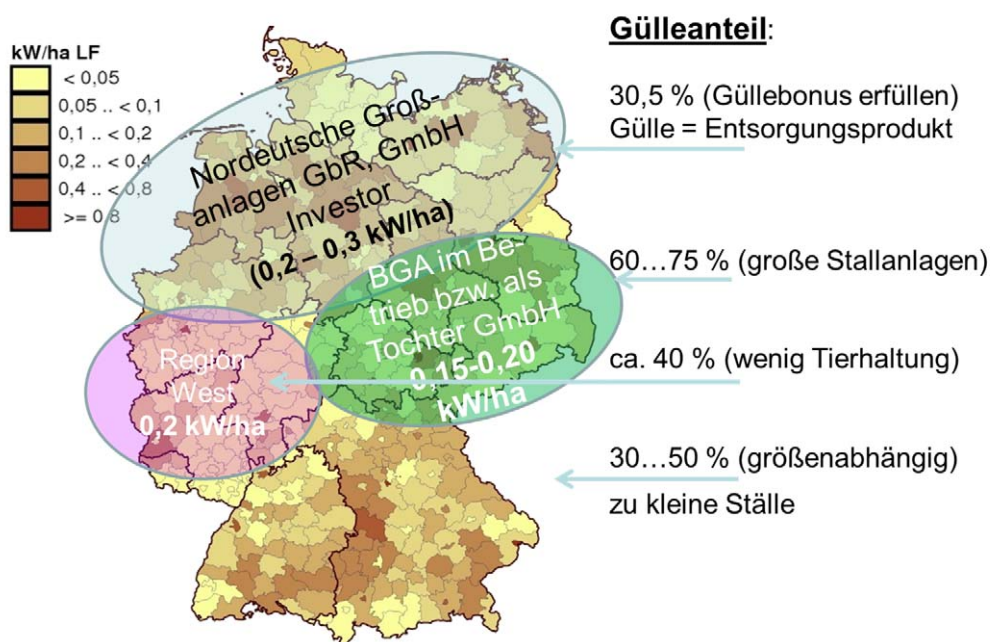 kW/ha LF
< 0,05
0,05 .. < 0,1
0,1 .. < 0,2
0,2 .. < 0,4
0,4 .. < 0,8
>= 0,8
Nordeutsche Groß-
anlagen GbR, GmbH
Investor
(0,2 – 0,3 kW/ha)
BGA im Be-
trieb bzw. als
Tochter GmbH
0,15-0,20
kW/ha
Region
West
0,2 kW/ha
Gülleanteil:
30,5 % (Güllebonus erfüllen)
Gülle = Entsorgungsprodukt
60...75 % (große Stallanlagen)
ca. 40 % (wenig Tierhaltung)
30...50 % (größenabhängig)
zu kleine Ställe